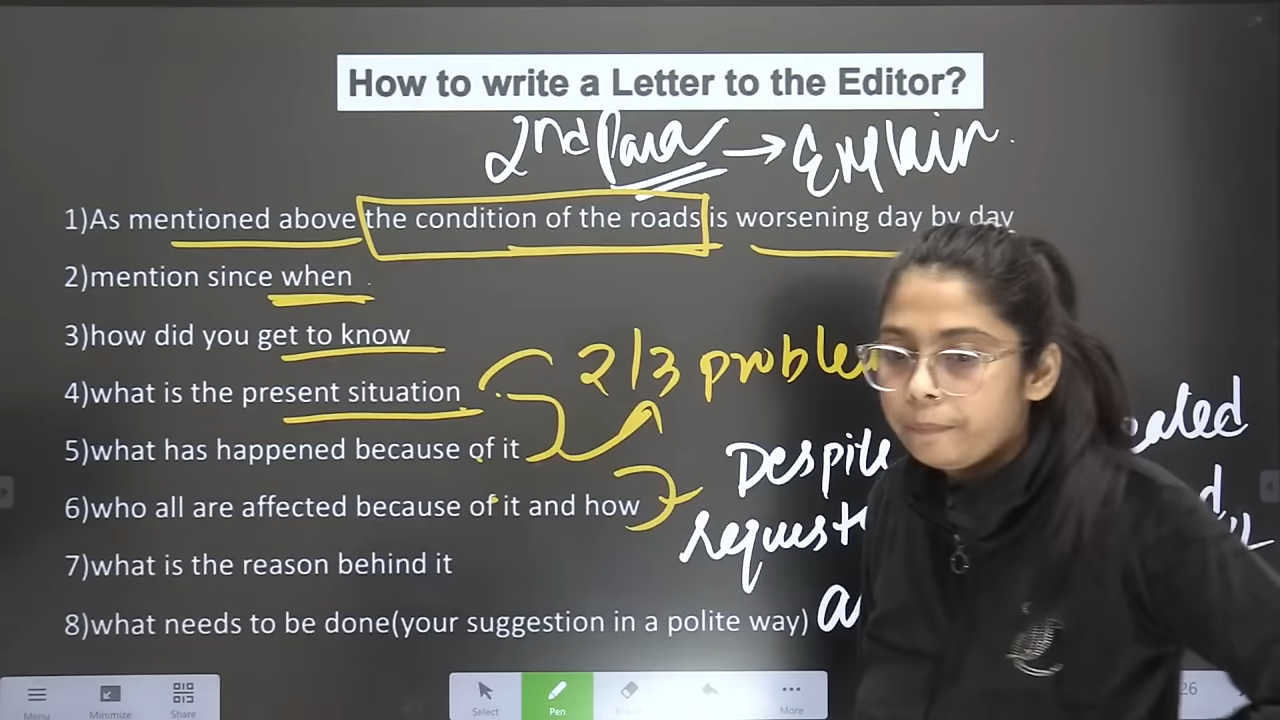 How to write a Letter to the Editor?
2nd Para → Explain.
1)As mentioned above the condition of the roads is worsening day by day
2)mention since when
3)how did you get to know
2/3 proble
4)what is the present situation
5)what has happened because of it
6)who all are affected because of it and how
7)what is the reason behind it
8)what needs to be done(your suggestion in a polite way)
Menu
Minimize
Share
Select
Pen
More
26